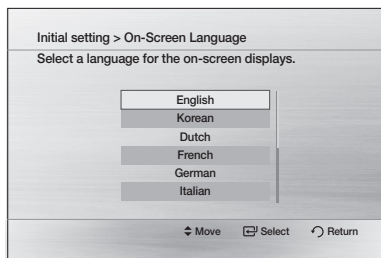 Initial setting > On-Screen Language
Select a language for the on-screen displays.
English
Korean
Dutch
French
German
Italian
Move Select Return